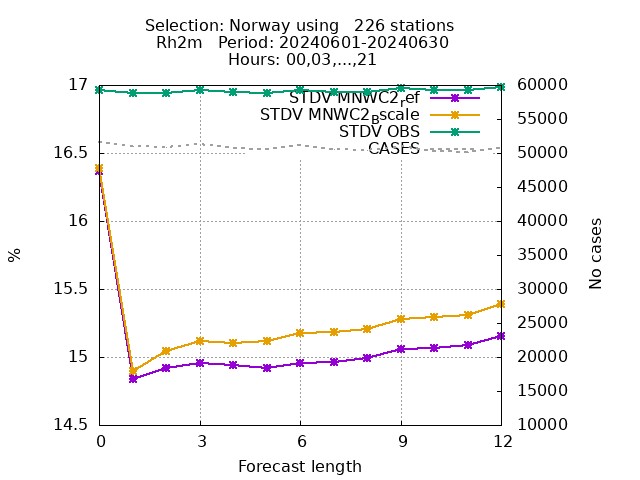 Selection: Norway using   226 stations
Rh2m   Period: 20240601-20240630
Hours: 00,03,...,21
17
16.5
16
15.5
15
14.5
%
60000
55000
50000
45000
40000
35000
30000
25000
20000
15000
10000
No cases
STDV MNWC2_ref
STDV MNWC2_Bscale
STDV OBS
CASES
0 3 6 9 12
Forecast length